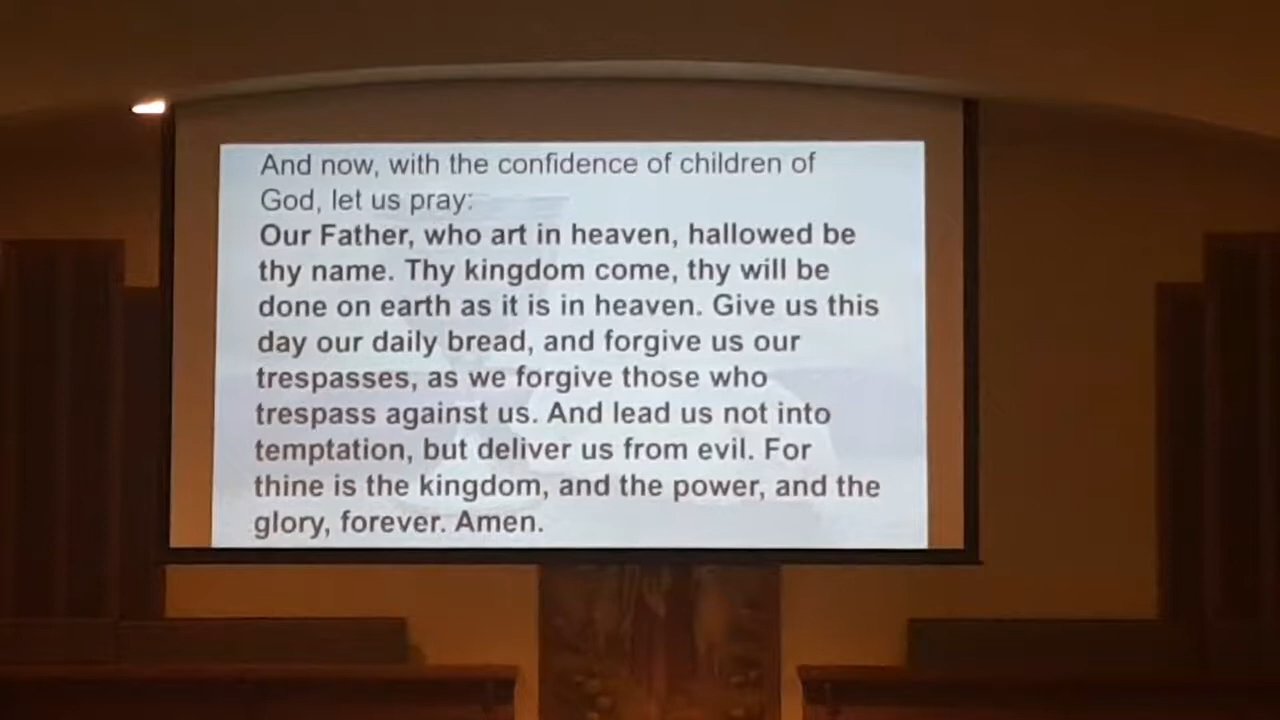 And now, with the confidence of children of
God, let us pray:
Our Father, who art in heaven, hallowed be
thy name. Thy kingdom come, thy will be
done on earth as it is in heaven. Give us this
day our daily bread, and forgive us our
trespasses, as we forgive those who
trespass against us. And lead us not into
temptation, but deliver us from evil. For
thine is the kingdom, and the power, and the
glory, forever. Amen.